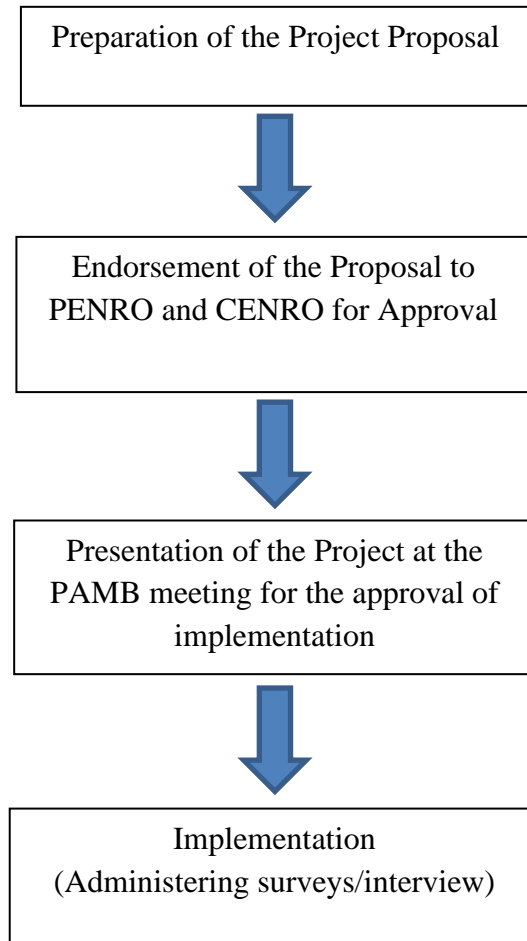 Preparation of the Project Proposal
Endorsement of the Proposal to
PENRO and CENRO for Approval
Presentation of the Project at the
PAMB meeting for the approval of
implementation
Implementation
(Administering surveys/interview)